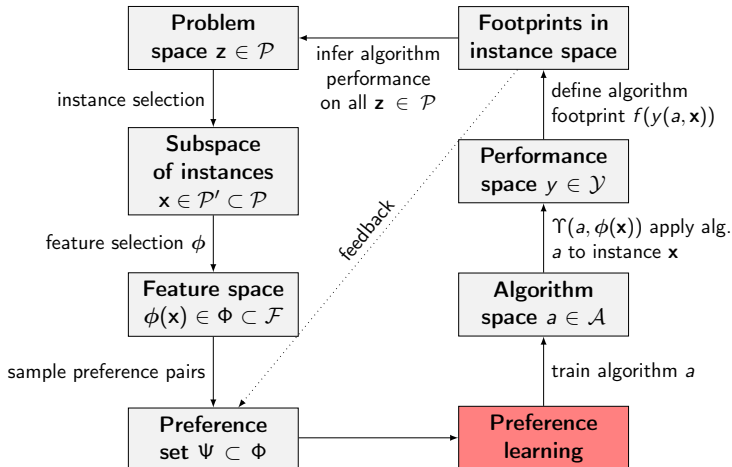 Problem
space z ∈ 𝒫
instance selection
Subspace
of instances
x ∈ 𝒫′ ⊂ 𝒫
feature selection ϕ
Feature space
ϕ(x) ∈ Φ ⊂ ℱ
sample preference pairs
Preference
set Ψ ⊂ Φ
Preference
learning
train algorithm a
Algorithm
space a ∈ 𝒜
ϒ(a, ϕ(x)) apply alg.
a to instance x
Performance
space y ∈ 𝒴
define algorithm
footprint f(y(a, x))
Footprints in
instance space
infer algorithm
performance
on all z ∈ 𝒫
feedback